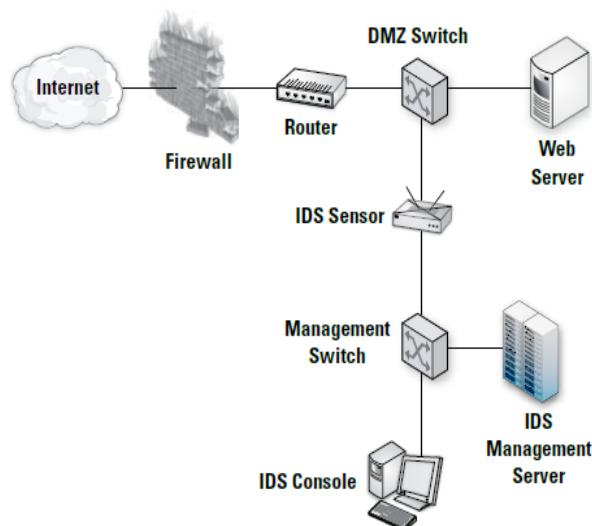 DMZ Switch
Internet
Router
Firewall
Web
Server
IDS Sensor
Management
Switch
IDS
Management
Server
IDS Console